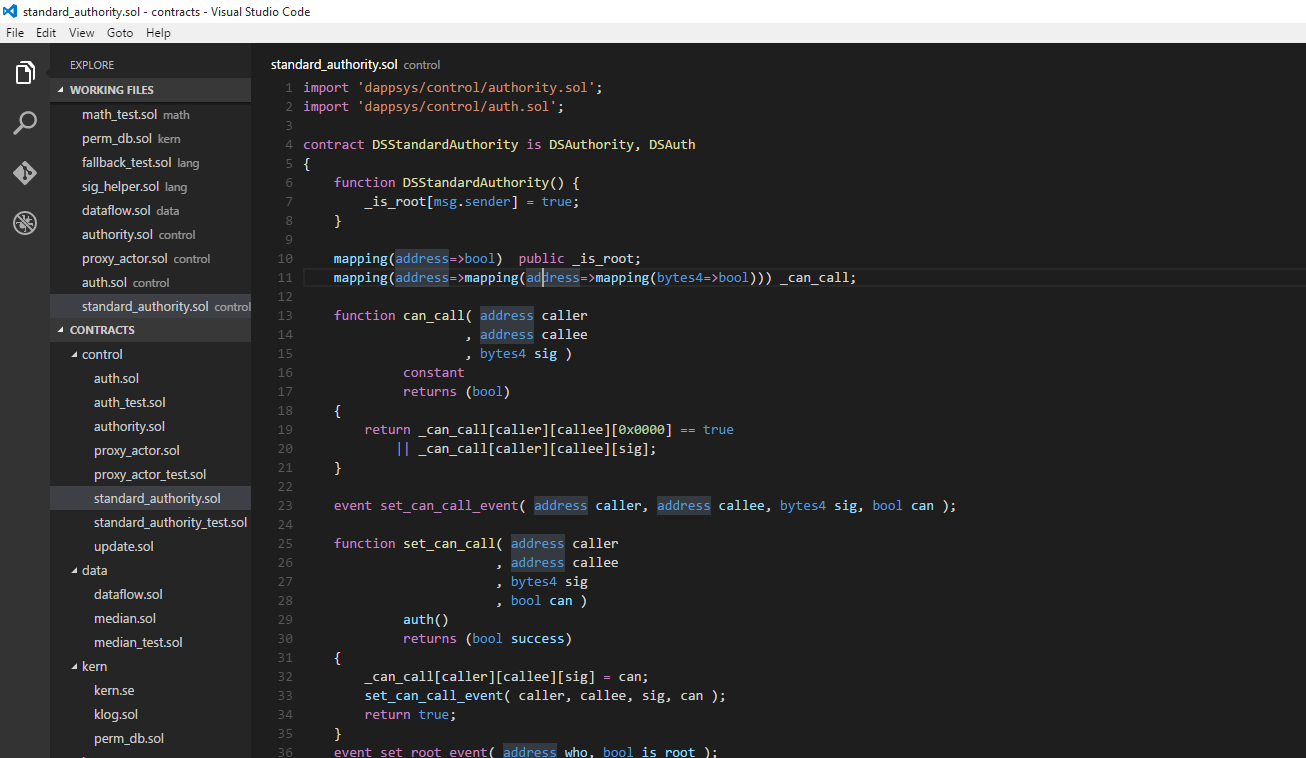 standard_authority.sol - contracts - Visual Studio Code
File Edit View Goto Help
EXPLORE
WORKING FILES
math_test.sol math
perm_db.sol kern
fallback_test.sol lang
sig_helper.sol lang
dataflow.sol data
authority.sol control
proxy_actor.sol control
auth.sol control
standard_authority.sol control
CONTRACTS
control
auth.sol
auth_test.sol
authority.sol
proxy_actor.sol
proxy_actor_test.sol
standard_authority.sol
standard_authority_test.sol
update.sol
data
dataflow.sol
median.sol
median_test.sol
kern
kern.se
klog.sol
perm_db.sol
standard_authority.sol control
1 import 'dappsys/control/authority.sol';
2 import 'dappsys/control/auth.sol';
3
4 contract DSStandardAuthority is DSAuthority, DSAuth
5 {
6 function DSStandardAuthority() {
7 _is_root[msg.sender] = true;
8 }
9
10 mapping(address=>bool) public _is_root;
11 mapping(address=>mapping(address=>mapping(bytes4=>bool))) _can_call;
12
13 function can_call( address caller
14 , address callee
15 , bytes4 sig )
16 constant
17 returns (bool)
18 {
19 return _can_call[caller][callee][0x0000] == true
20 || _can_call[caller][callee][sig];
21 }
22
23 event set_can_call_event( address caller, address callee, bytes4 sig, bool can );
24
25 function set_can_call( address caller
26 , address callee
27 , bytes4 sig
28 , bool can )
29 auth()
30 returns (bool success)
31 {
32 _can_call[caller][callee][sig] = can;
33 set_can_call_event( caller, callee, sig, can );
34 return true;
35 }
36 event set_root_event( address who, bool is_root );